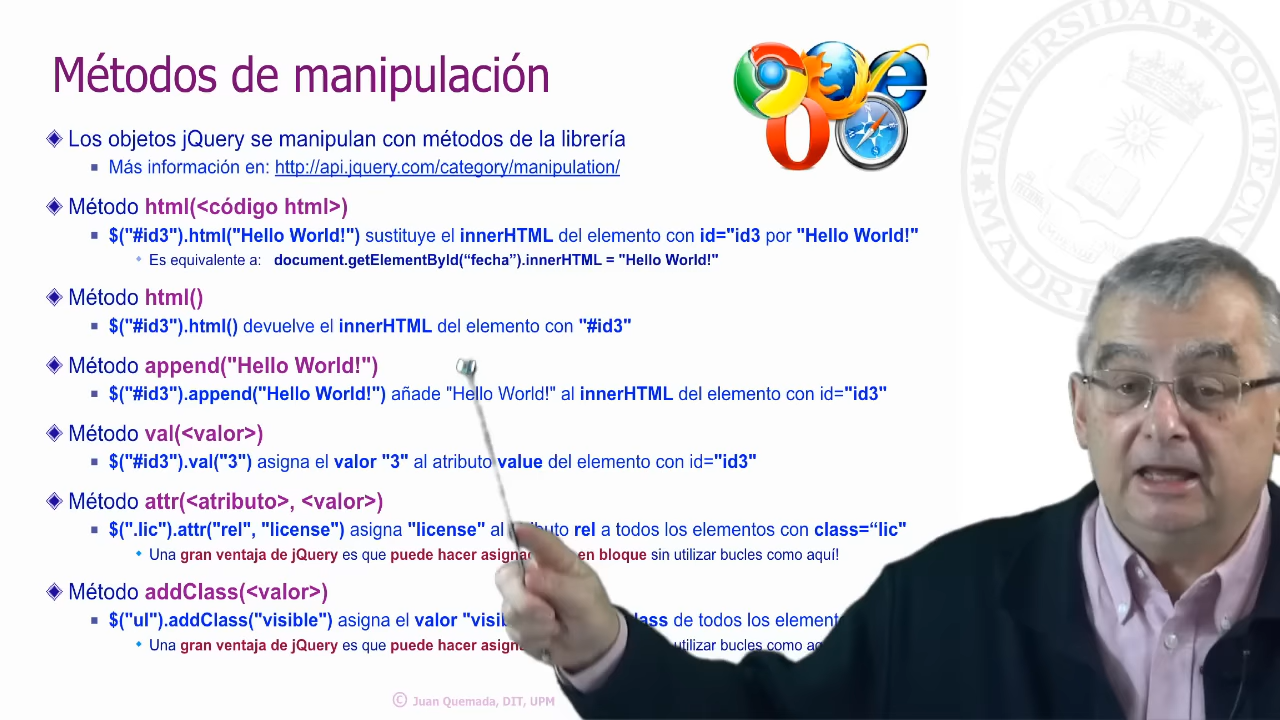 Métodos de manipulación
Los objetos jQuery se manipulan con métodos de la librería
Más información en: http://api.jquery.com/category/manipulation/
Método html(<código html>)
$("#id3").html("Hello World!") sustituye el innerHTML del elemento con id="id3 por "Hello World!"
Es equivalente a: document.getElementById(“fecha”).innerHTML = "Hello World!"
Método html()
$("#id3").html() devuelve el innerHTML del elemento con "#id3"
Método append("Hello World!")
$("#id3").append("Hello World!") añade "Hello World!" al innerHTML del elemento con id="id3"
Método val(<valor>)
$("#id3").val("3") asigna el valor "3" al atributo value del elemento con id="id3"
Método attr(<atributo>, <valor>)
$(".lic").attr("rel", "license") asigna "license" al atributo rel a todos los elementos con class=“lic"
Una gran ventaja de jQuery es que puede hacer en bloque sin utilizar bucles como aquí!
Método addClass(<valor>)
$("ul").addClass("visible") asigna el valor de todos los
Una gran ventaja de jQuery es que puede hacer utilizar bucles como
© Juan Quemada, DIT, UPM
UNIVERSIDAD POLITÉCNICA
MADRID